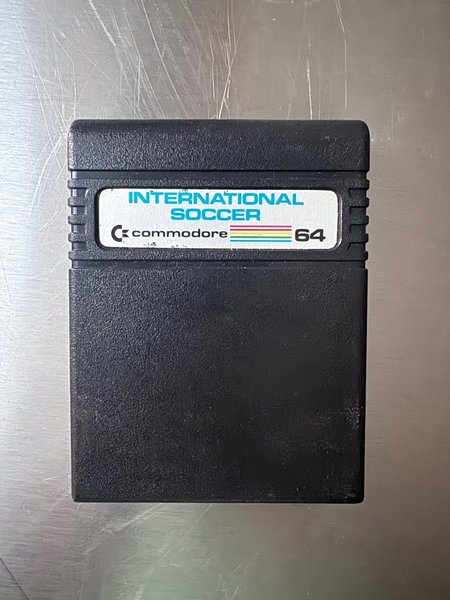 INTERNATIONAL
SOCCER
commodore 64